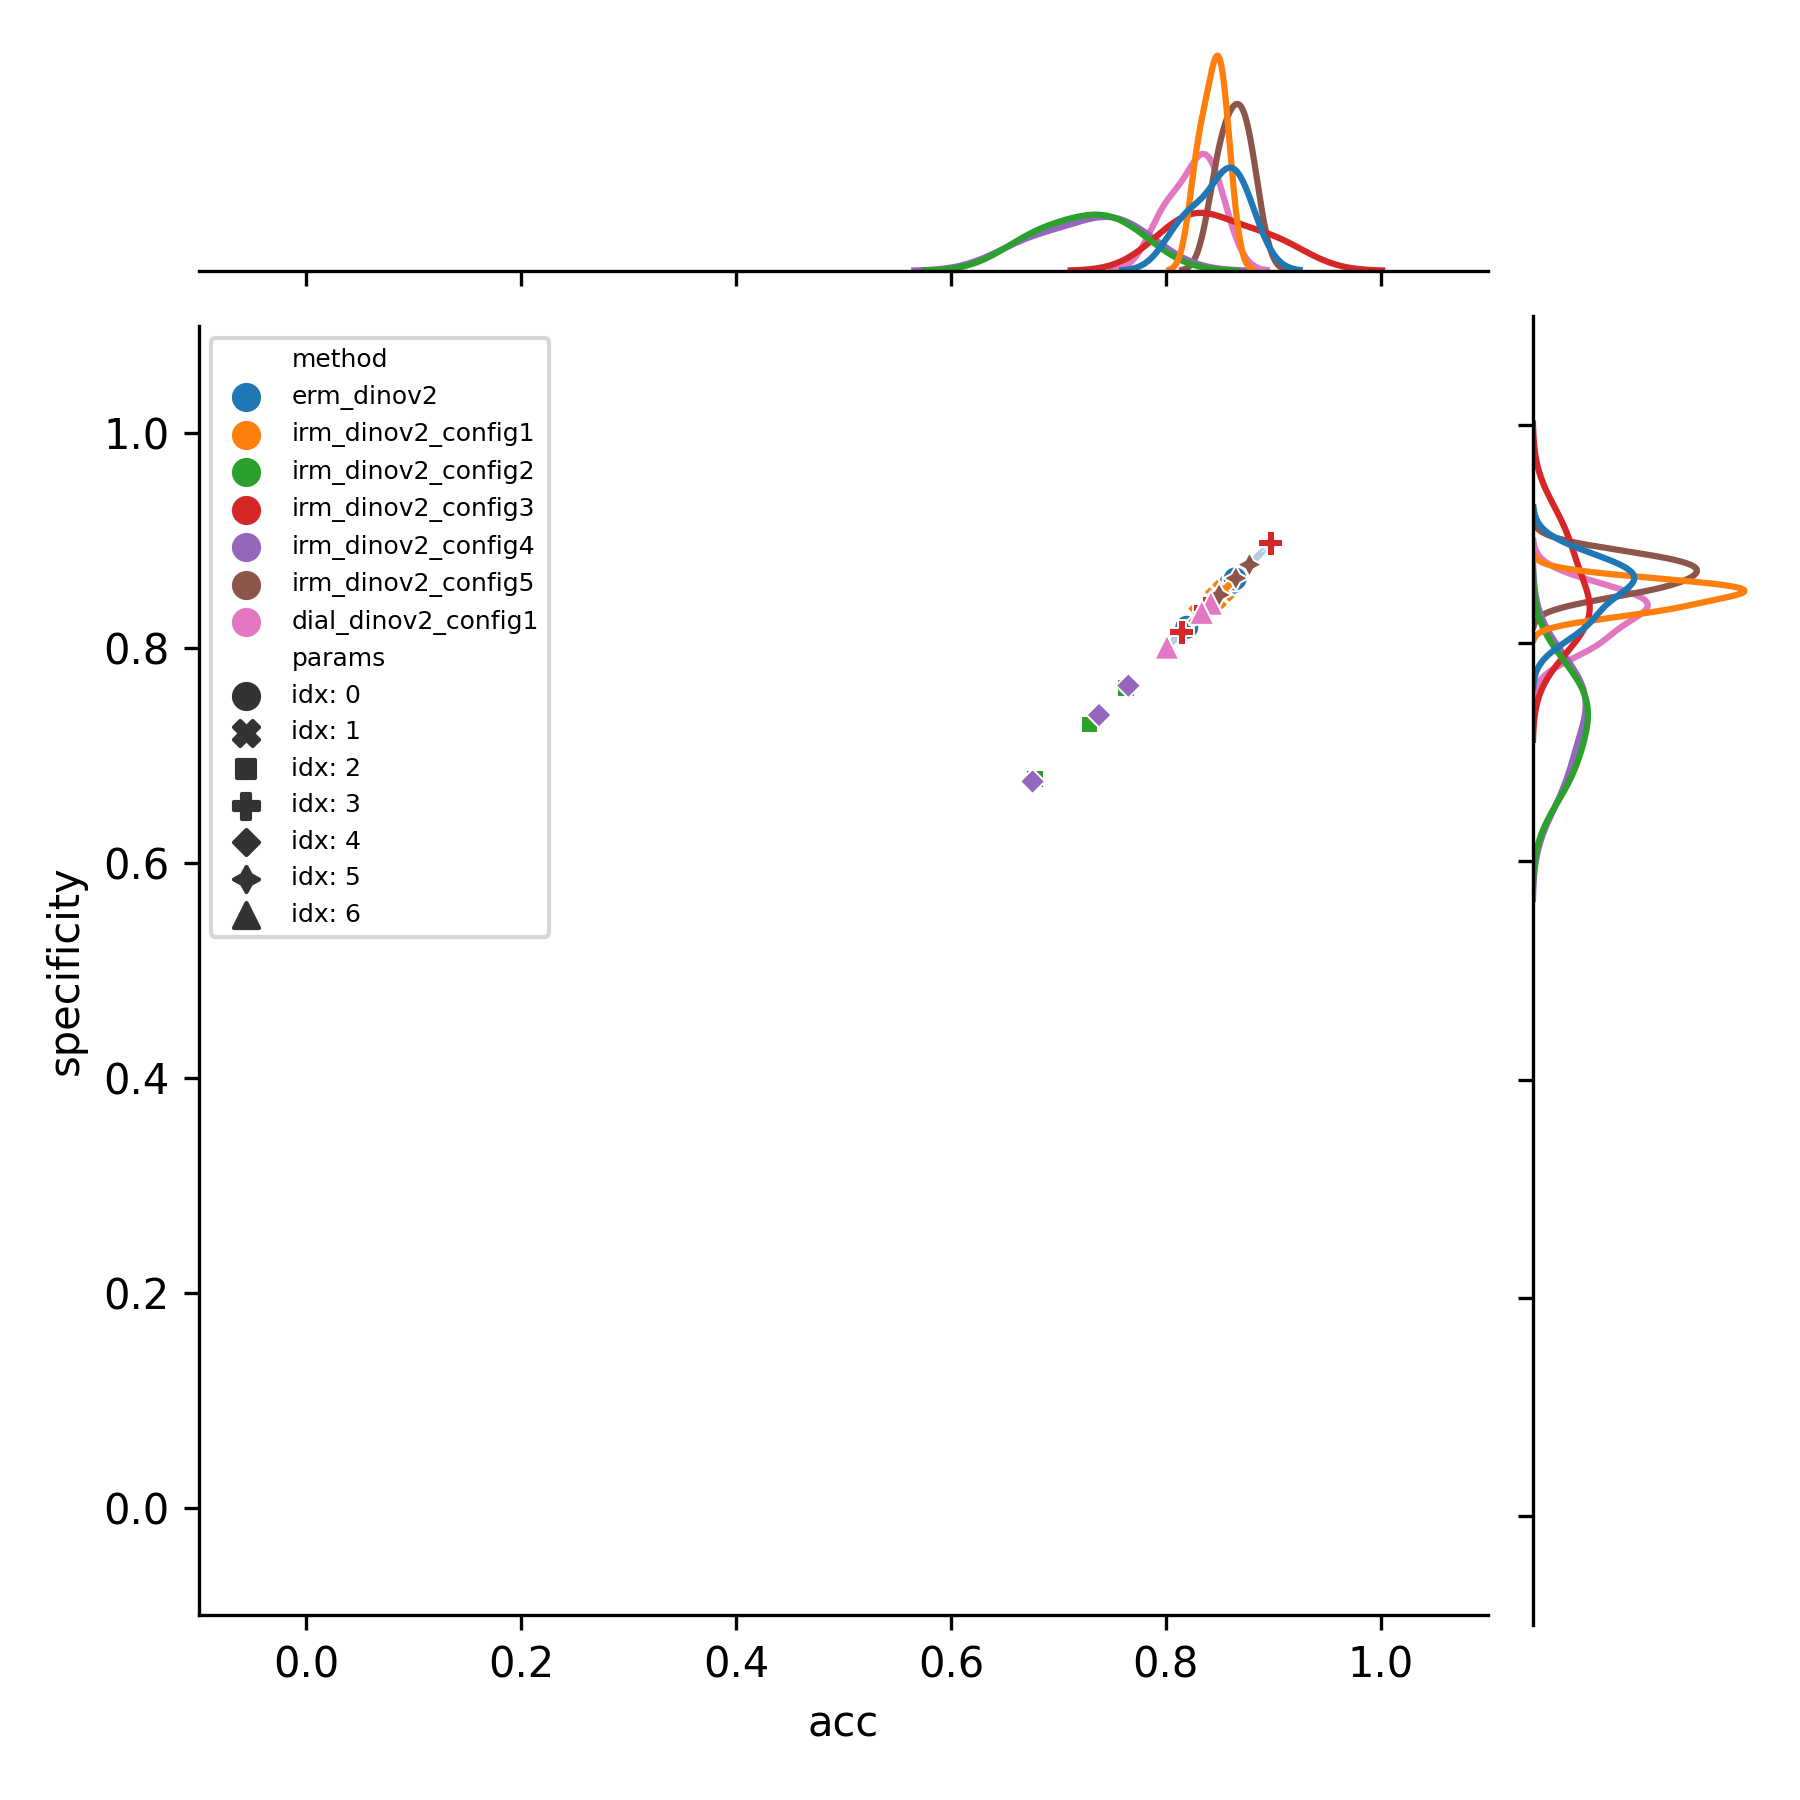 method
erm_dinov2
irm_dinov2_config1
irm_dinov2_config2
irm_dinov2_config3
irm_dinov2_config4
irm_dinov2_config5
dial_dinov2_config1
params
idx: 0
idx: 1
idx: 2
idx: 3
idx: 4
idx: 5
idx: 6
1.0
0.8
0.6
0.4
0.2
0.0
specificity
0.0 0.2 0.4 0.6 0.8 1.0
acc